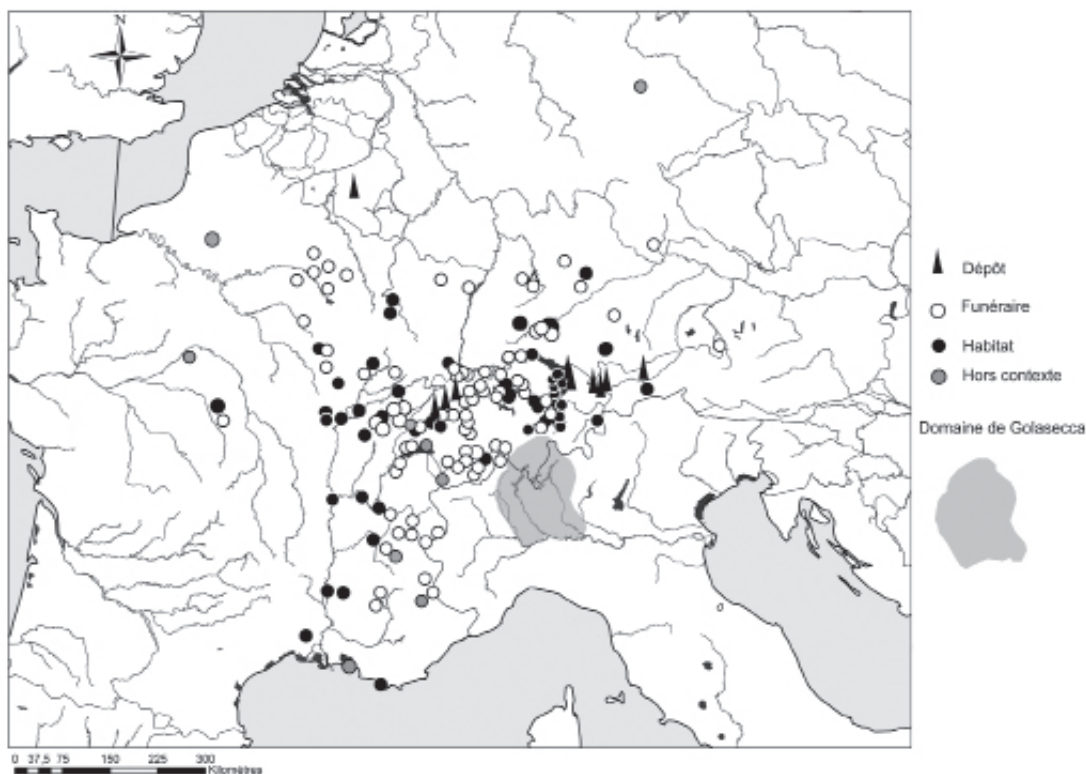 N
Dépôt
Funéraire
Habitat
Hors contexte
Domaine de Golasecca
0 37,5 75 150 225 300
Kilomètres